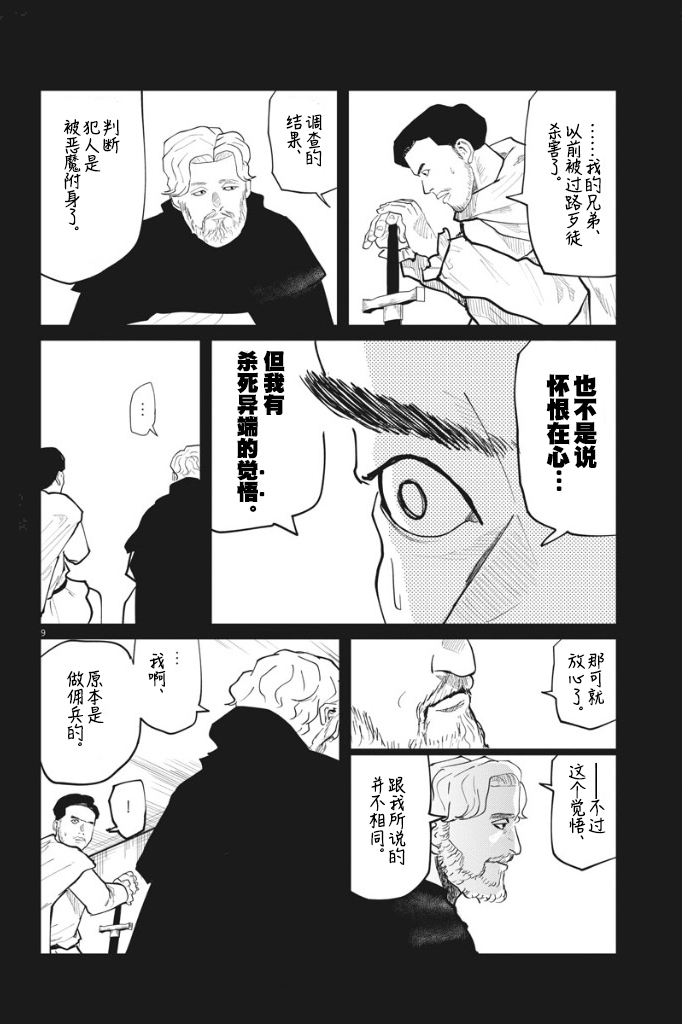 ……我的兄弟、
以前被过路歹徒
杀害了。
调查的
结果、
判断
犯人是
被恶魔附身了。
也不是说
怀恨在心…
但我有
杀死异端的觉悟。
…
那可就
放心了。
——不过
这个觉悟、
跟我所说的
并不相同。
…
我啊、
原本是
做佣兵的。
！
9